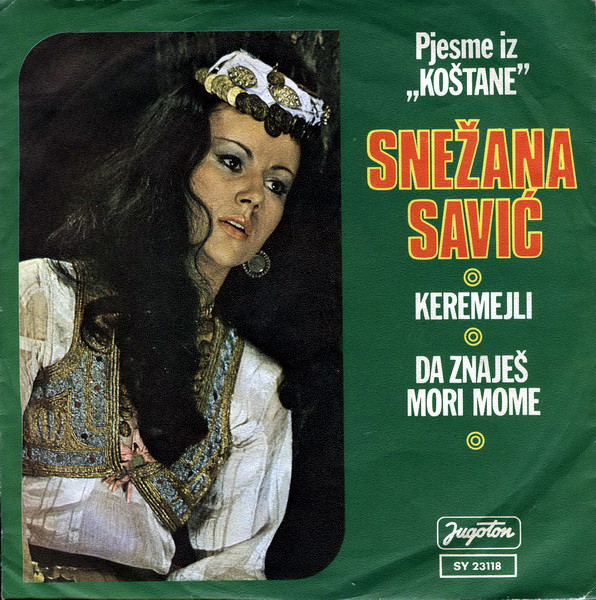 Pjesme iz
„KOŠTANE”
SNEŽANA
SAVIĆ
KEREMEJLI
DA ZNAJEŠ
MORI MOME
Jugoton
SY 23118